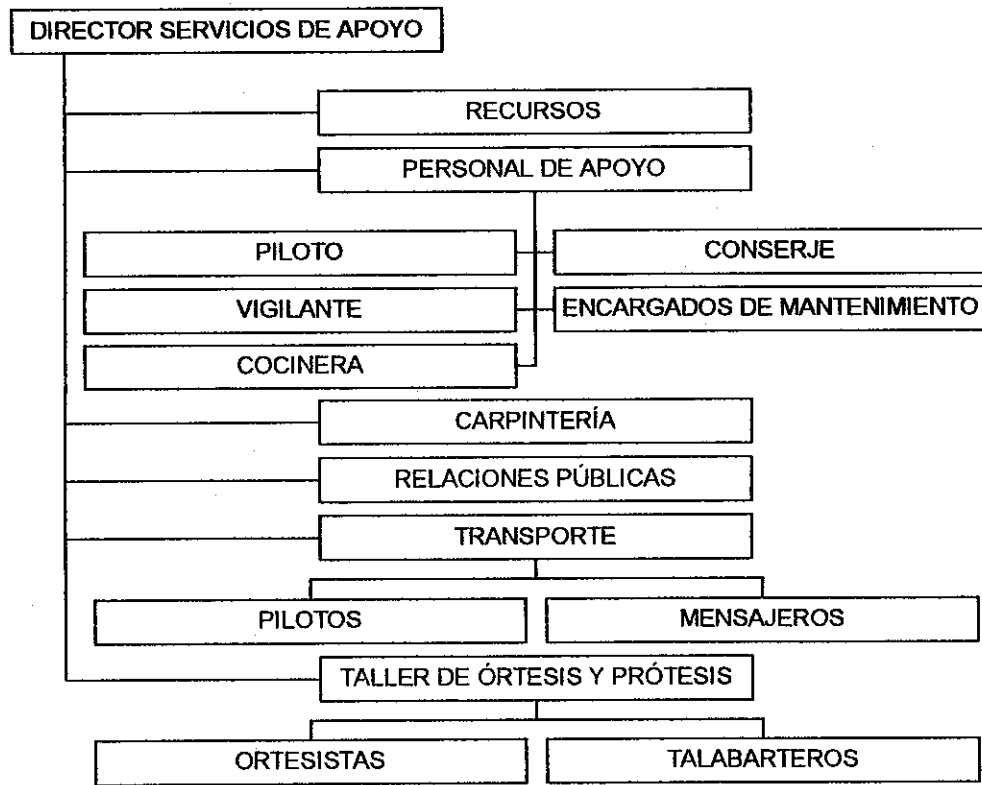 DIRECTOR SERVICIOS DE APOYO
RECURSOS
PERSONAL DE APOYO
PILOTO
CONSERJE
VIGILANTE
ENCARGADOS DE MANTENIMIENTO
COCINERA
CARPINTERÍA
RELACIONES PÚBLICAS
TRANSPORTE
PILOTOS
MENSAJEROS
TALLER DE ÓRTESIS Y PRÓTESIS
ORTESISTAS
TALABARTEROS